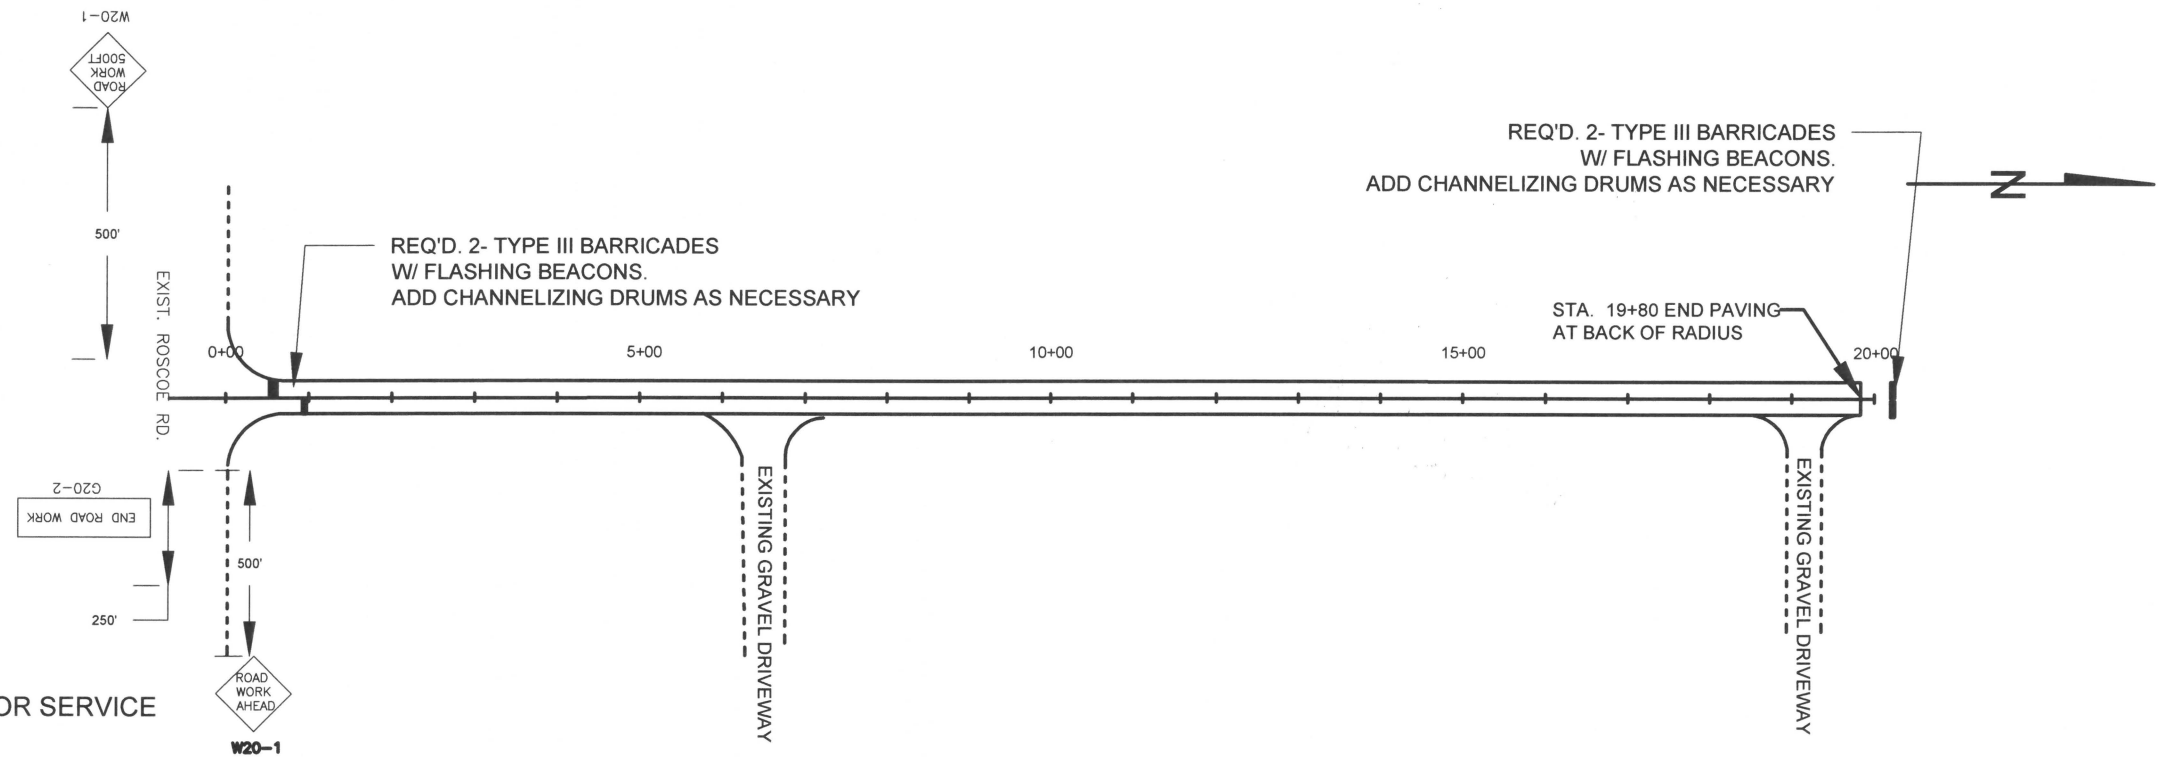 W20-1
ROAD
WORK
500FT
500'
EXIST. ROSCOE RD.
REQ'D. 2- TYPE III BARRICADES
W/ FLASHING BEACONS.
ADD CHANNELIZING DRUMS AS NECESSARY
REQ'D. 2- TYPE III BARRICADES
W/ FLASHING BEACONS.
ADD CHANNELIZING DRUMS AS NECESSARY
N
STA. 19+80 END PAVING
AT BACK OF RADIUS
0+00
5+00
10+00
15+00
20+00
G20-2
END ROAD WORK
250'
500'
EXISTING GRAVEL DRIVEWAY
EXISTING GRAVEL DRIVEWAY
OR SERVICE
ROAD
WORK
AHEAD
W20-1